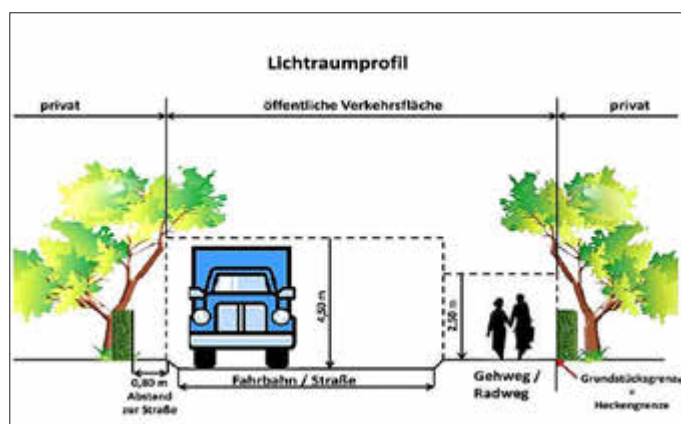 Lichtraumprofil
privat
öffentliche Verkehrsfläche
privat
4,50 m
2,50 m
0,80 m
Abstand
zur Straße
Fahrbahn / Straße
Gehweg /
Radweg
Grundstücksgrenze
=
Heckengrenze